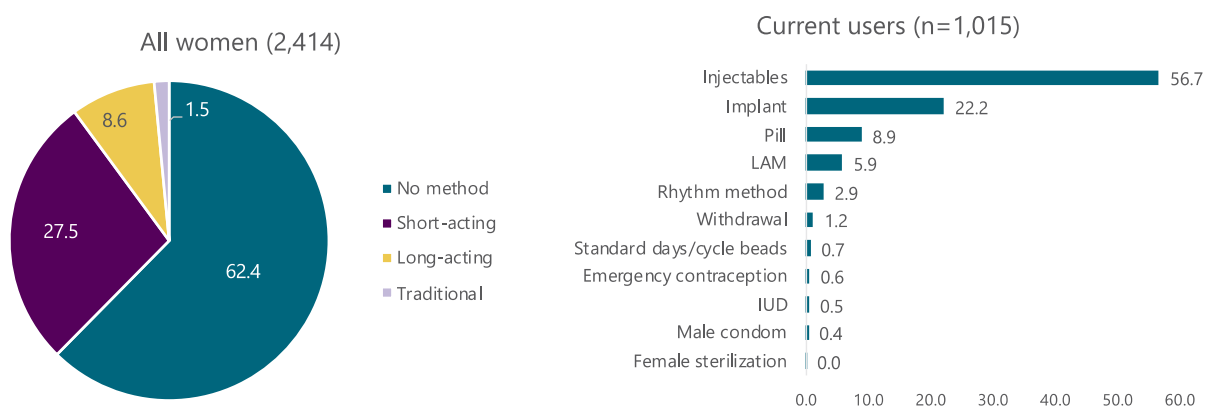 All women (2,414)
1.5
8.6
27.5
62.4
No method
Short-acting
Long-acting
Traditional
Current users (n=1,015)
Injectables 56.7
Implant 22.2
Pill 8.9
LAM 5.9
Rhythm method 2.9
Withdrawal 1.2
Standard days/cycle beads 0.7
Emergency contraception 0.6
IUD 0.5
Male condom 0.4
Female sterilization 0.0
0.0 10.0 20.0 30.0 40.0 50.0 60.0